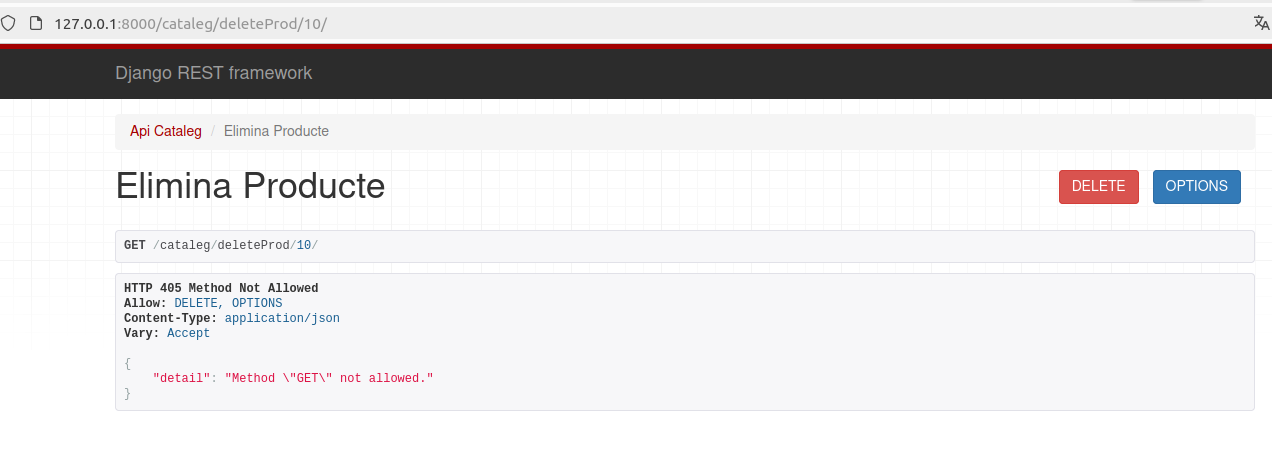 127.0.0.1:8000/cataleg/deleteProd/10/
Django REST framework
Api Cataleg / Elimina Producte
Elimina Producte
DELETE OPTIONS
GET /cataleg/deleteProd/10/
HTTP 405 Method Not Allowed
Allow: DELETE, OPTIONS
Content-Type: application/json
Vary: Accept
{
    "detail": "Method \"GET\" not allowed."
}